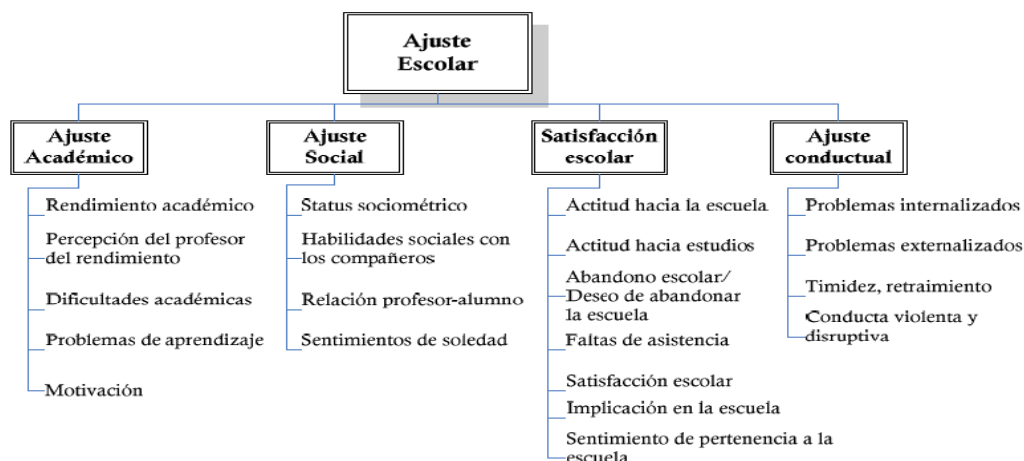 Ajuste
Escolar
Ajuste
Académico
Rendimiento académico
Percepción del profesor
del rendimiento
Dificultades académicas
Problemas de aprendizaje
Motivación
Ajuste
Social
Status sociométrico
Habilidades sociales con
los compañeros
Relación profesor-alumno
Sentimientos de soledad
Satisfacción
escolar
Actitud hacia la escuela
Actitud hacia estudios
Abandono escolar/
Deseo de abandonar
la escuela
Faltas de asistencia
Satisfacción escolar
Implicación en la escuela
Sentimiento de pertenencia a la
escuela
Ajuste
conductual
Problemas internalizados
Problemas externalizados
Timidez, retraimiento
Conducta violenta y
disruptiva